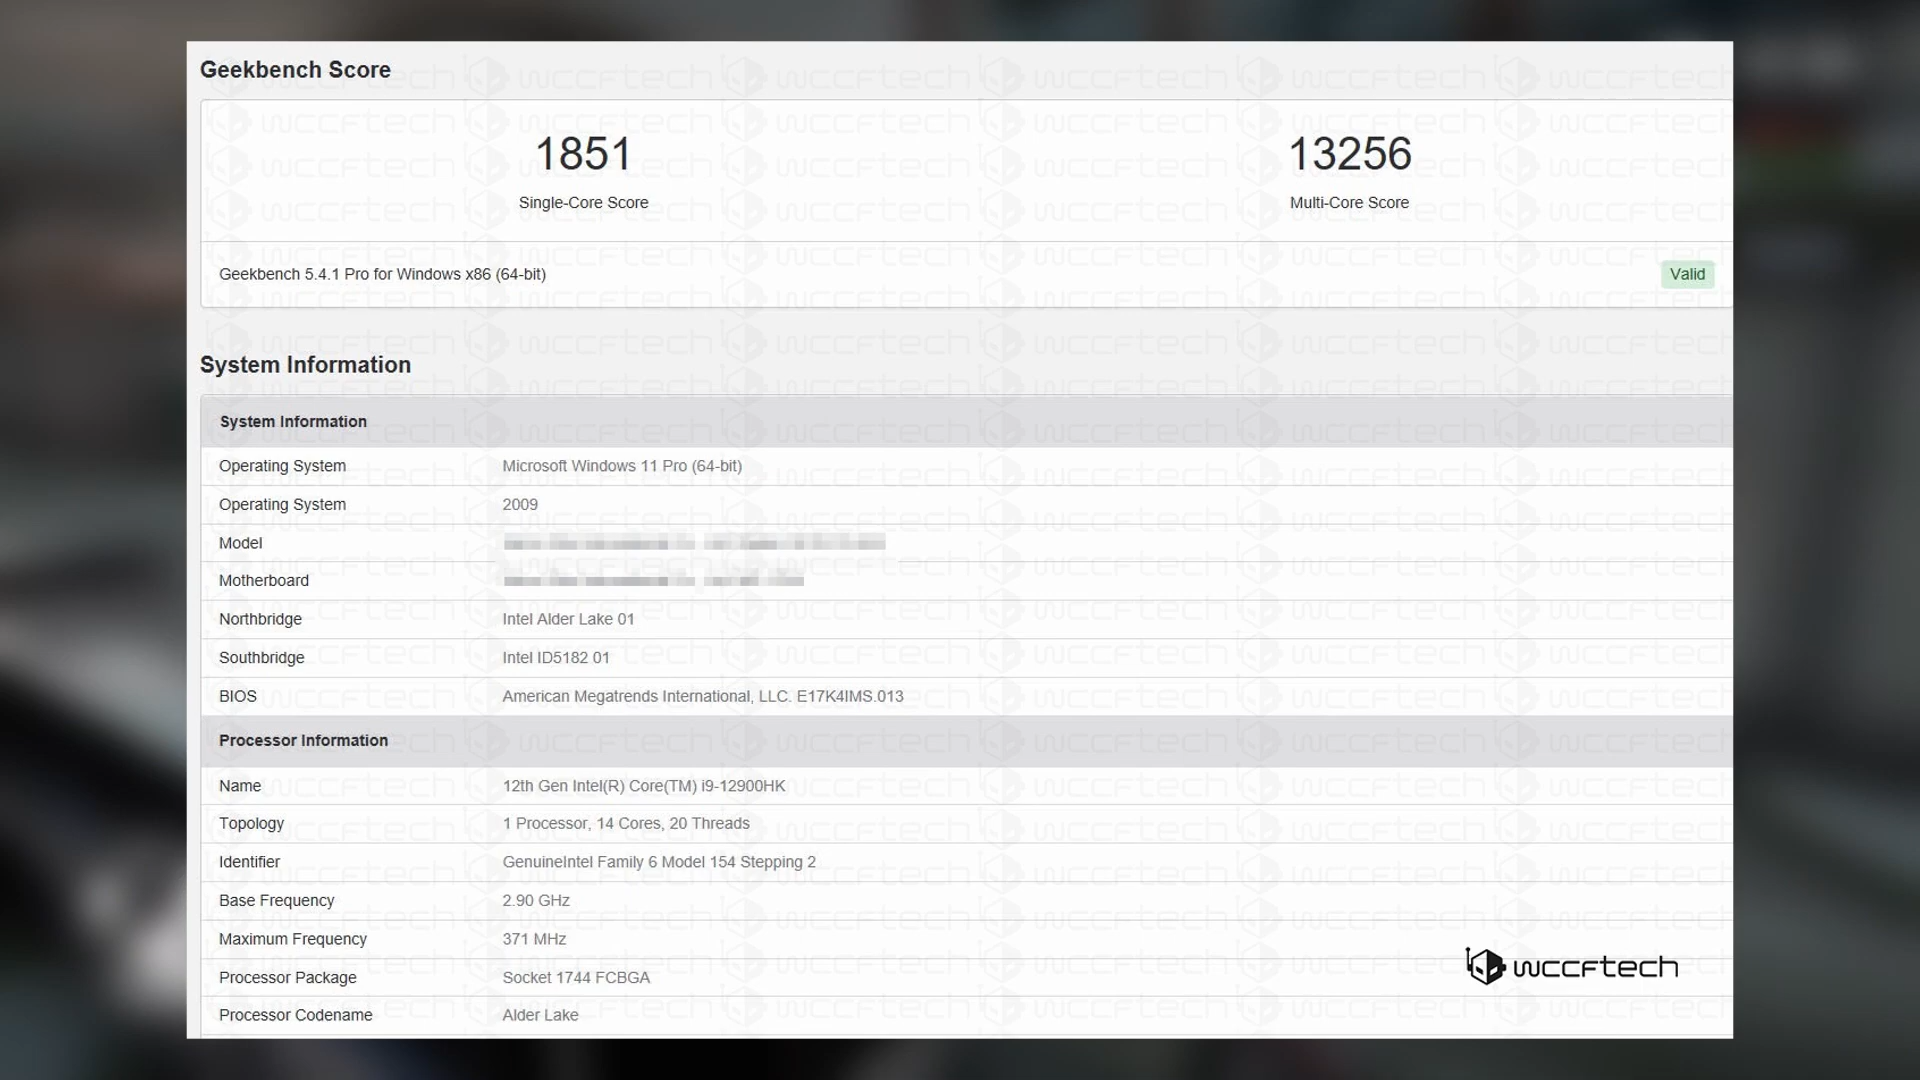 Geekbench Score
1851
13256
Single-Core Score
Multi-Core Score
Geekbench 5.4.1 Pro for Windows x86 (64-bit)
Valid
System Information
System Information
Operating System Microsoft Windows 11 Pro (64-bit)
Operating System 2009
Model
Motherboard
Northbridge Intel Alder Lake 01
Southbridge Intel ID5182 01
BIOS American Megatrends International, LLC. E17K4IMS.013
Processor Information
Name 12th Gen Intel(R) Core(TM) i9-12900HK
Topology 1 Processor, 14 Cores, 20 Threads
Identifier GenuineIntel Family 6 Model 154 Stepping 2
Base Frequency 2.90 GHz
Maximum Frequency 371 MHz
Processor Package Socket 1744 FCBGA
Processor Codename Alder Lake
wccftech